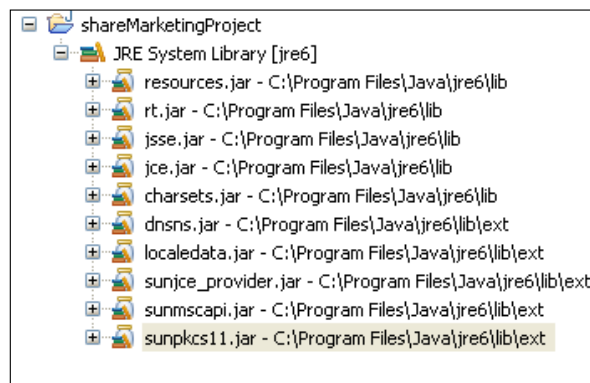 shareMarketingProject
JRE System Library [jre6]
resources.jar - C:\Program Files\Java\jre6\lib
rt.jar - C:\Program Files\Java\jre6\lib
jsse.jar - C:\Program Files\Java\jre6\lib
jce.jar - C:\Program Files\Java\jre6\lib
charsets.jar - C:\Program Files\Java\jre6\lib
dnsns.jar - C:\Program Files\Java\jre6\lib\ext
localedata.jar - C:\Program Files\Java\jre6\lib\ext
sunjce_provider.jar - C:\Program Files\Java\jre6\lib\ext
sunmscapi.jar - C:\Program Files\Java\jre6\lib\ext
sunpkcs11.jar - C:\Program Files\Java\jre6\lib\ext